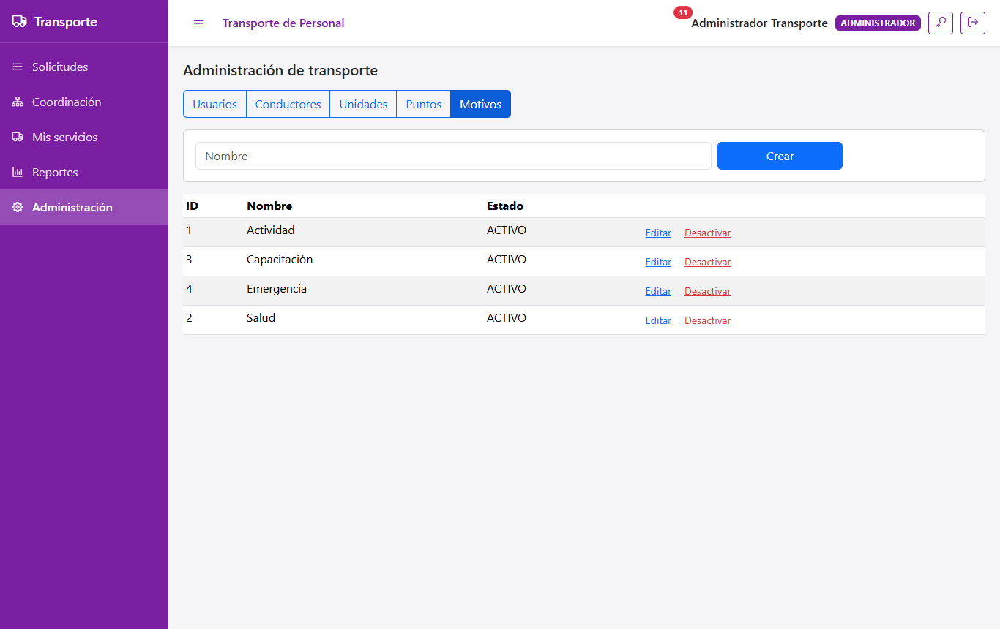 Transporte
Solicitudes
Coordinación
Mis servicios
Reportes
Administración
Transporte de Personal
11
Administrador Transporte ADMINISTRADOR
Administración de transporte
Usuarios Conductores Unidades Puntos Motivos
Nombre Crear
ID Nombre Estado
1 Actividad ACTIVO Editar Desactivar
3 Capacitación ACTIVO Editar Desactivar
4 Emergencia ACTIVO Editar Desactivar
2 Salud ACTIVO Editar Desactivar